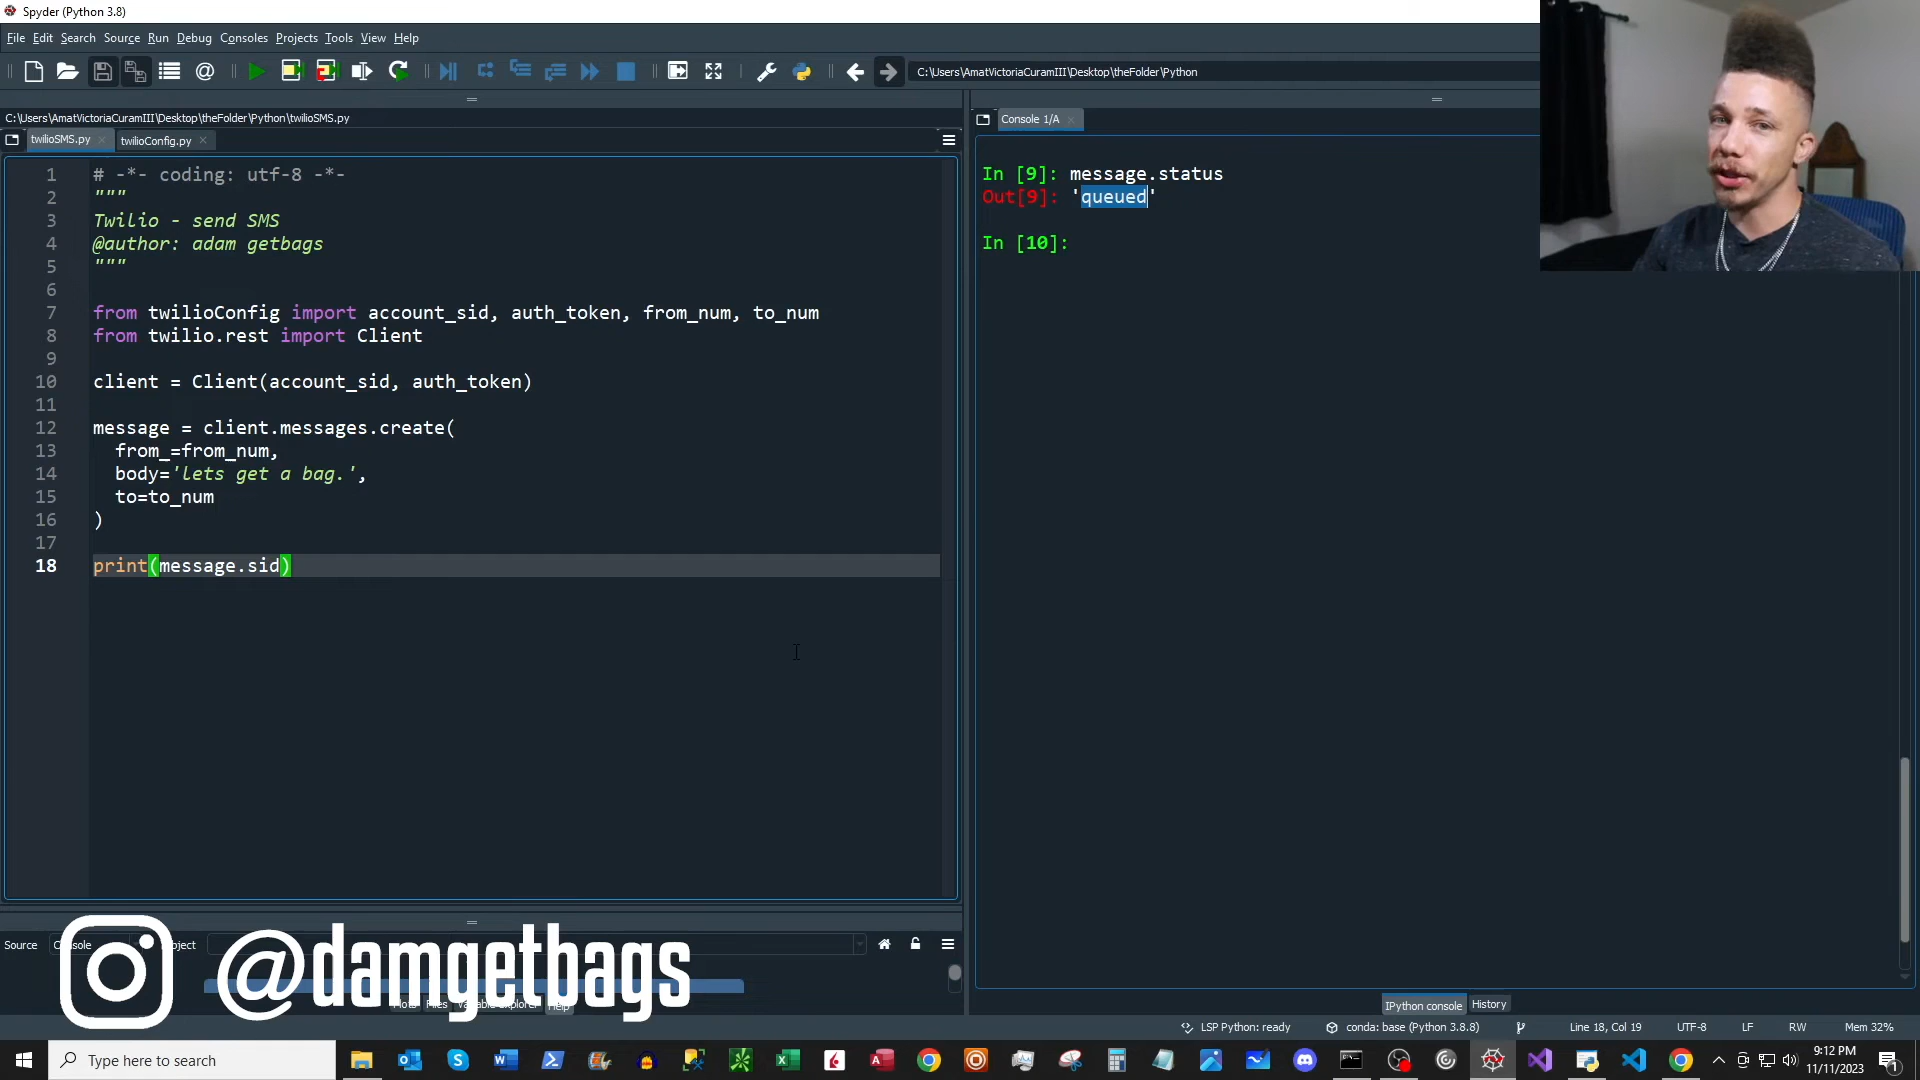 Spyder (Python 3.8)
File Edit Search Source Run Debug Consoles Projects Tools View Help
C:\Users\AmatVictoriaCuramIII\Desktop\theFolder\Python
C:\Users\AmatVictoriaCuramIII\Desktop\theFolder\Python\twilioSMS.py
twilioSMS.py twilioConfig.py
1 # -*- coding: utf-8 -*-
2 """
3 Twilio - send SMS
4 @author: adam getbags
5 """
6
7 from twilioConfig import account_sid, auth_token, from_num, to_num
8 from twilio.rest import Client
9
10 client = Client(account_sid, auth_token)
11
12 message = client.messages.create(
13 from_=from_num,
14 body='lets get a bag.',
15 to=to_num
16 )
17
18 print(message.sid)
Console 1/A
In [9]: message.status
Out[9]: 'queued'
In [10]:
Source
@damgetbags
Files
Help
IPython console History
LSP Python: ready conda: base (Python 3.8.8) Line 18, Col 19 UTF-8 LF RW Mem 32%
Type here to search
9:12 PM
11/11/2023
1